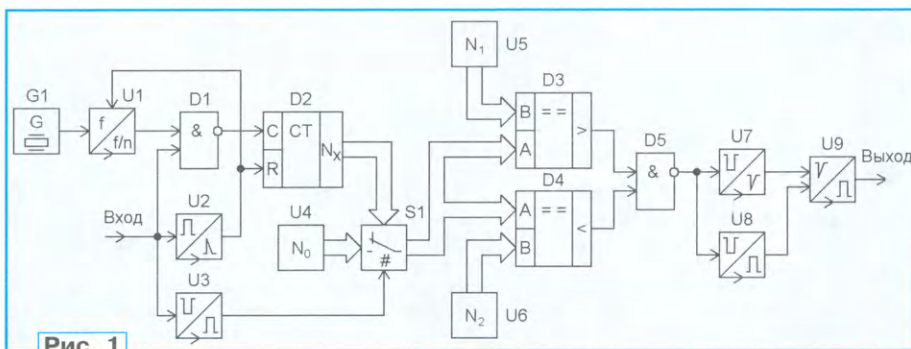 N₁ U5
D3
G1 U1 D1 D2 B == >
G f & C CT A
f/n Nₓ D5 U7 U9
R & Выход
D4
U2 U4 S1 A == <
Вход N₀ U8
# B
U3
N₂ U6
Рис. 1